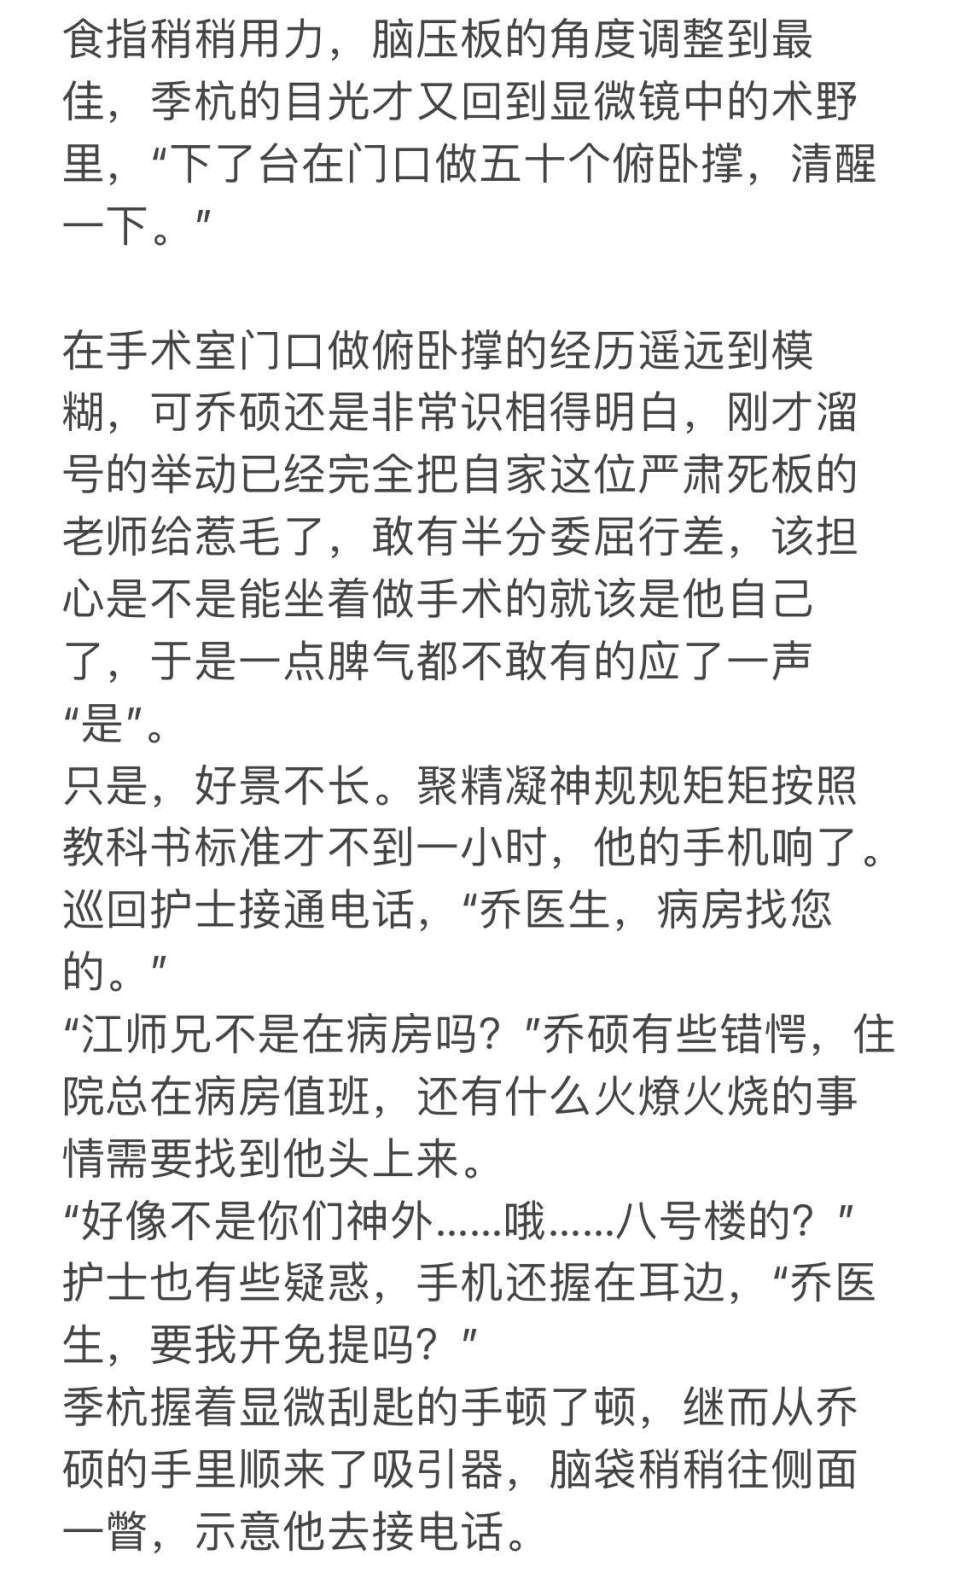 食指稍稍用力，脑压板的角度调整到最
佳，季杭的目光才又回到显微镜中的术野
里，“下了台在门口做五十个俯卧撑，清醒
一下。”
在手术室门口做俯卧撑的经历遥远到模
糊，可乔硕还是非常识相得明白，刚才溜
号的举动已经完全把自家这位严肃死板的
老师给惹毛了，敢有半分委屈行差，该担
心是不是能坐着做手术的就该是他自己
了，于是一点脾气都不敢有的应了一声
“是”。
只是，好景不长。聚精凝神规规矩矩按照
教科书标准才不到一小时，他的手机响了。
巡回护士接通电话，“乔医生，病房找您
的。”
“江师兄不是在病房吗？”乔硕有些错愕，住
院总在病房值班，还有什么火燎火烧的事
情需要找到他头上来。
“好像不是你们神外……哦……八号楼的？”
护士也有些疑惑，手机还握在耳边，“乔医
生，要我开免提吗？”
季杭握着显微刮匙的手顿了顿，继而从乔
硕的手里顺来了吸引器，脑袋稍稍往侧面
一瞥，示意他去接电话。